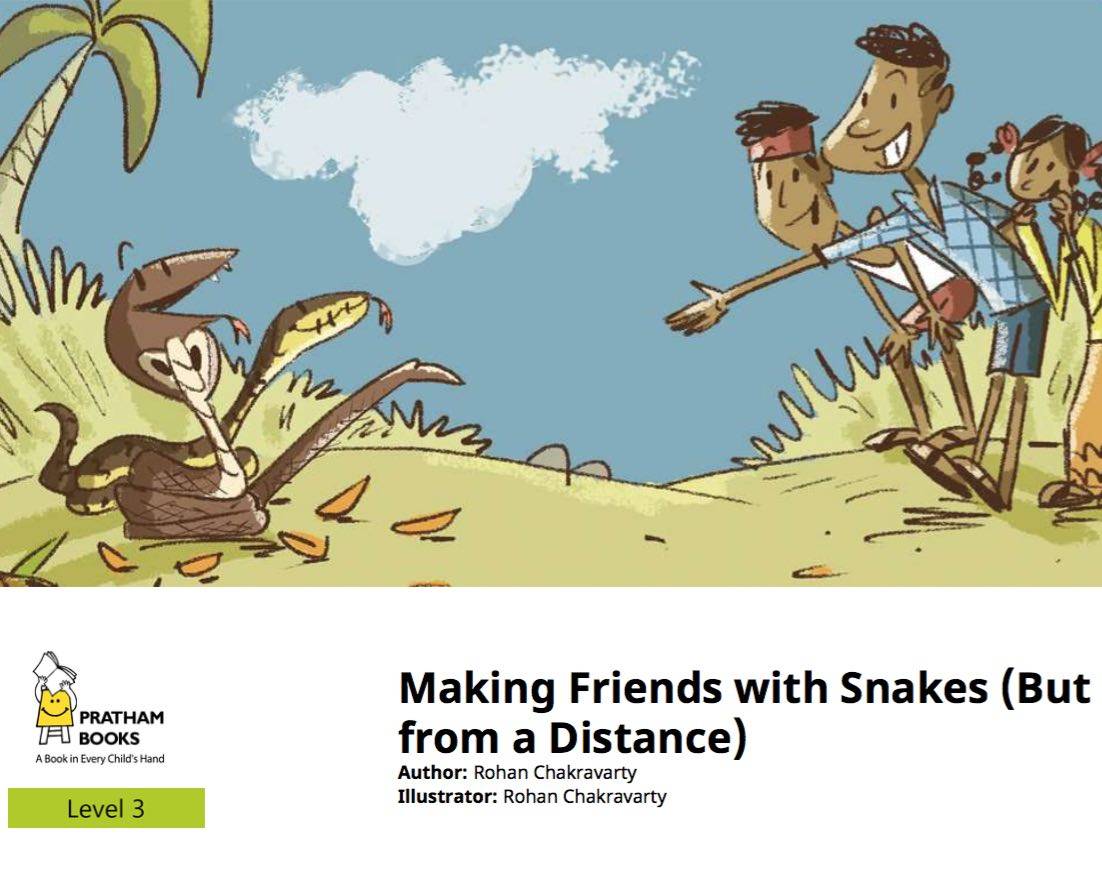 PRATHAM
BOOKS
A Book in Every Child's Hand
Level 3
Making Friends with Snakes (But
from a Distance)
Author: Rohan Chakravarty
Illustrator: Rohan Chakravarty